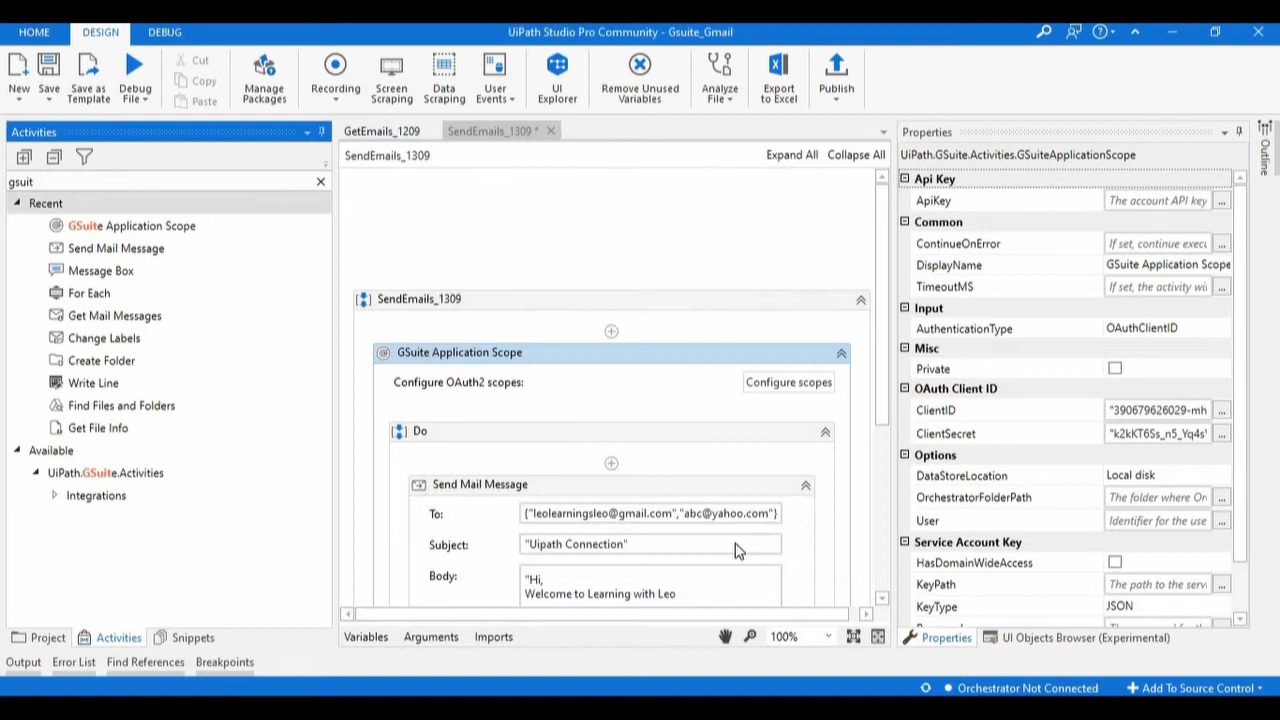 HOME
DESIGN
DEBUG
UiPath Studio Pro Community - Gsuite_Gmail
New
Save
Save as Template
Debug File
Cut
Copy
Paste
Manage Packages
Recording
Screen Scraping
Data Scraping
User Events
UI Explorer
Remove Unused Variables
Analyze File
Export to Excel
Publish
Activities
gsuit
Recent
GSuite Application Scope
Send Mail Message
Message Box
For Each
Get Mail Messages
Change Labels
Create Folder
Write Line
Find Files and Folders
Get File Info
Available
UiPath.GSuite.Activities
Integrations
Project
Activities
Snippets
GetEmails_1209
SendEmails_1309 *
SendEmails_1309
Expand All
Collapse All
SendEmails_1309
GSuite Application Scope
Configure OAuth2 scopes:
Configure scopes
Do
Send Mail Message
To:
{"leolearningsleo@gmail.com","abc@yahoo.com"}
Subject:
"Uipath Connection"
Body:
"Hi,
Welcome to Learning with Leo
Variables
Arguments
Imports
100%
Properties
UiPath.GSuite.Activities.GSuiteApplicationScope
Api Key
ApiKey
The account API key
...
Common
ContinueOnError
If set, continue exect
...
DisplayName
GSuite Application Scope
TimeoutMS
If set, the activity wi
...
Input
AuthenticationType
OAuthClientID
Misc
Private
OAuth Client ID
ClientID
"390679626029-mh
...
ClientSecret
"k2kKT6Ss_n5_Yq4s
...
Options
DataStoreLocation
Local disk
OrchestratorFolderPath
The folder where Or
...
User
Identifier for the use
...
Service Account Key
HasDomainWideAccess
KeyPath
The path to the serv
...
KeyType
JSON
Properties
UI Objects Browser (Experimental)
Outline
Output
Error List
Find References
Breakpoints
Orchestrator Not Connected
Add To Source Control